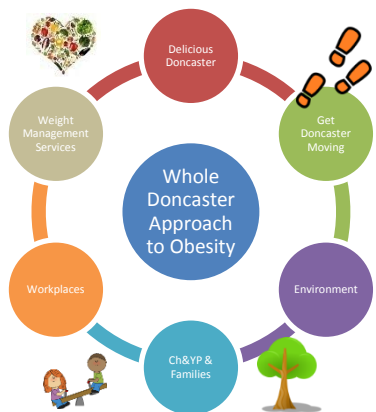 Delicious
Doncaster
Weight
Management
Services
Get
Doncaster
Moving
Whole
Doncaster
Approach
to Obesity
Workplaces
Environment
Ch&YP &
Families